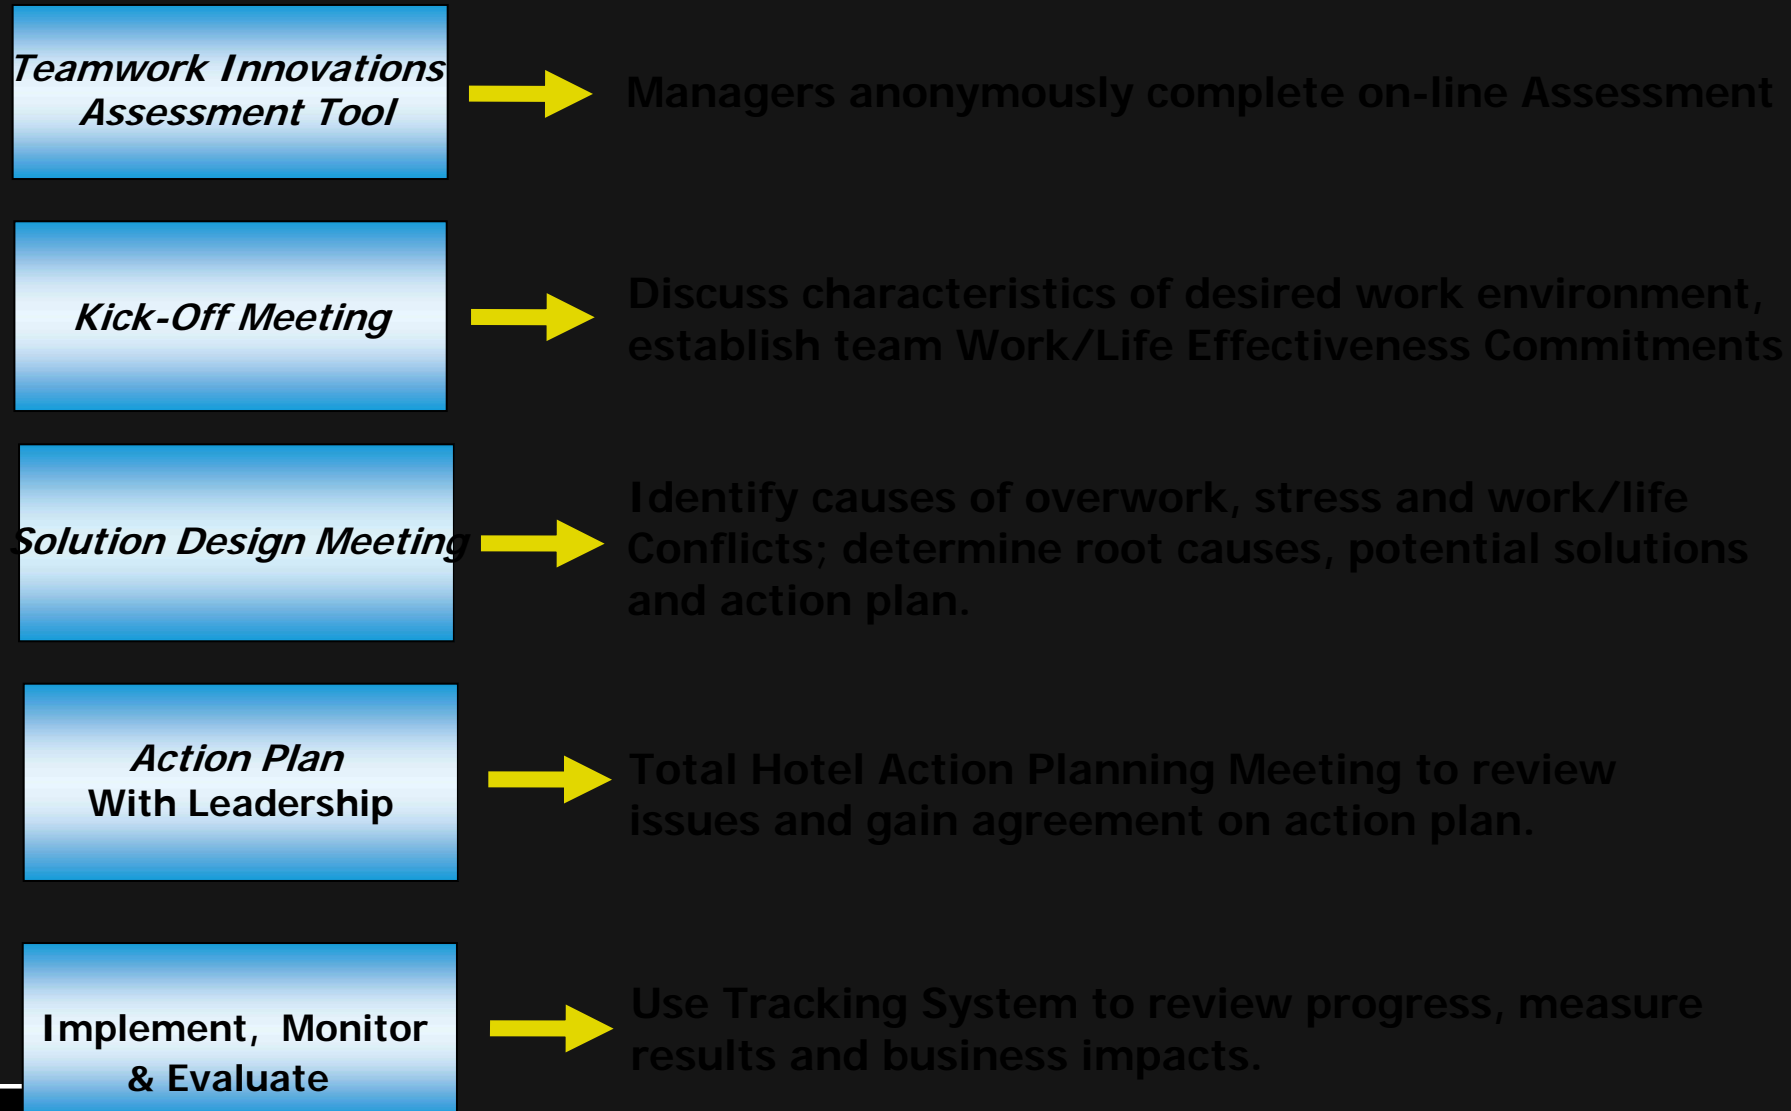 Teamwork Innovations
Assessment Tool
Managers anonymously complete on-line Assessment
Kick-Off Meeting
Discuss characteristics of desired work environment,
establish team Work/Life Effectiveness Commitments
Solution Design Meeting
Identify causes of overwork, stress and work/life
Conflicts; determine root causes, potential solutions
and action plan.
Action Plan
With Leadership
Total Hotel Action Planning Meeting to review
issues and gain agreement on action plan.
Implement, Monitor
& Evaluate
Use Tracking System to review progress, measure
results and business impacts.